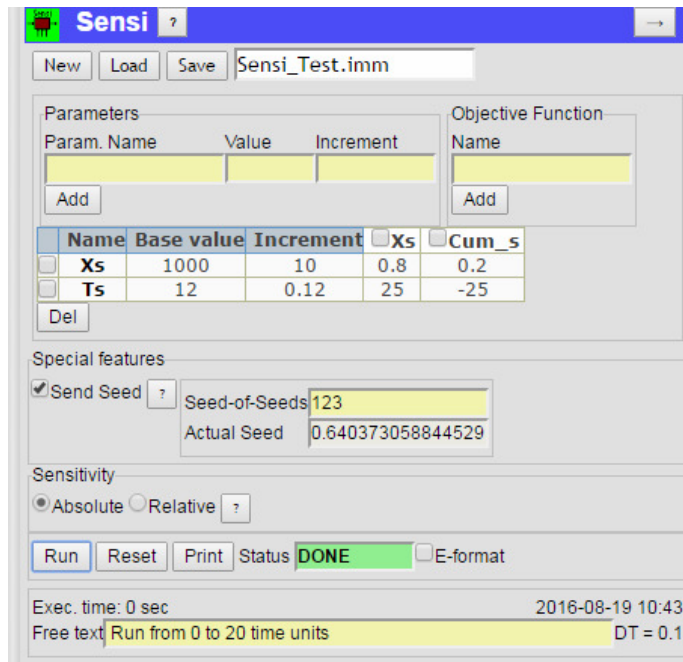 Sensi
Sensi ?
→
New Load Save Sensi_Test.imm
Parameters
Objective Function
Param. Name Value Increment
Name
Add
Add
Name Base value Increment Xs Cum_s
Xs 1000 10 0.8 0.2
Ts 12 0.12 25 -25
Del
Special features
Send Seed ?
Seed-of-Seeds 123
Actual Seed 0.640373058844529
Sensitivity
Absolute Relative ?
Run Reset Print Status DONE E-format
Exec. time: 0 sec 2016-08-19 10:43
Free text Run from 0 to 20 time units DT = 0.1